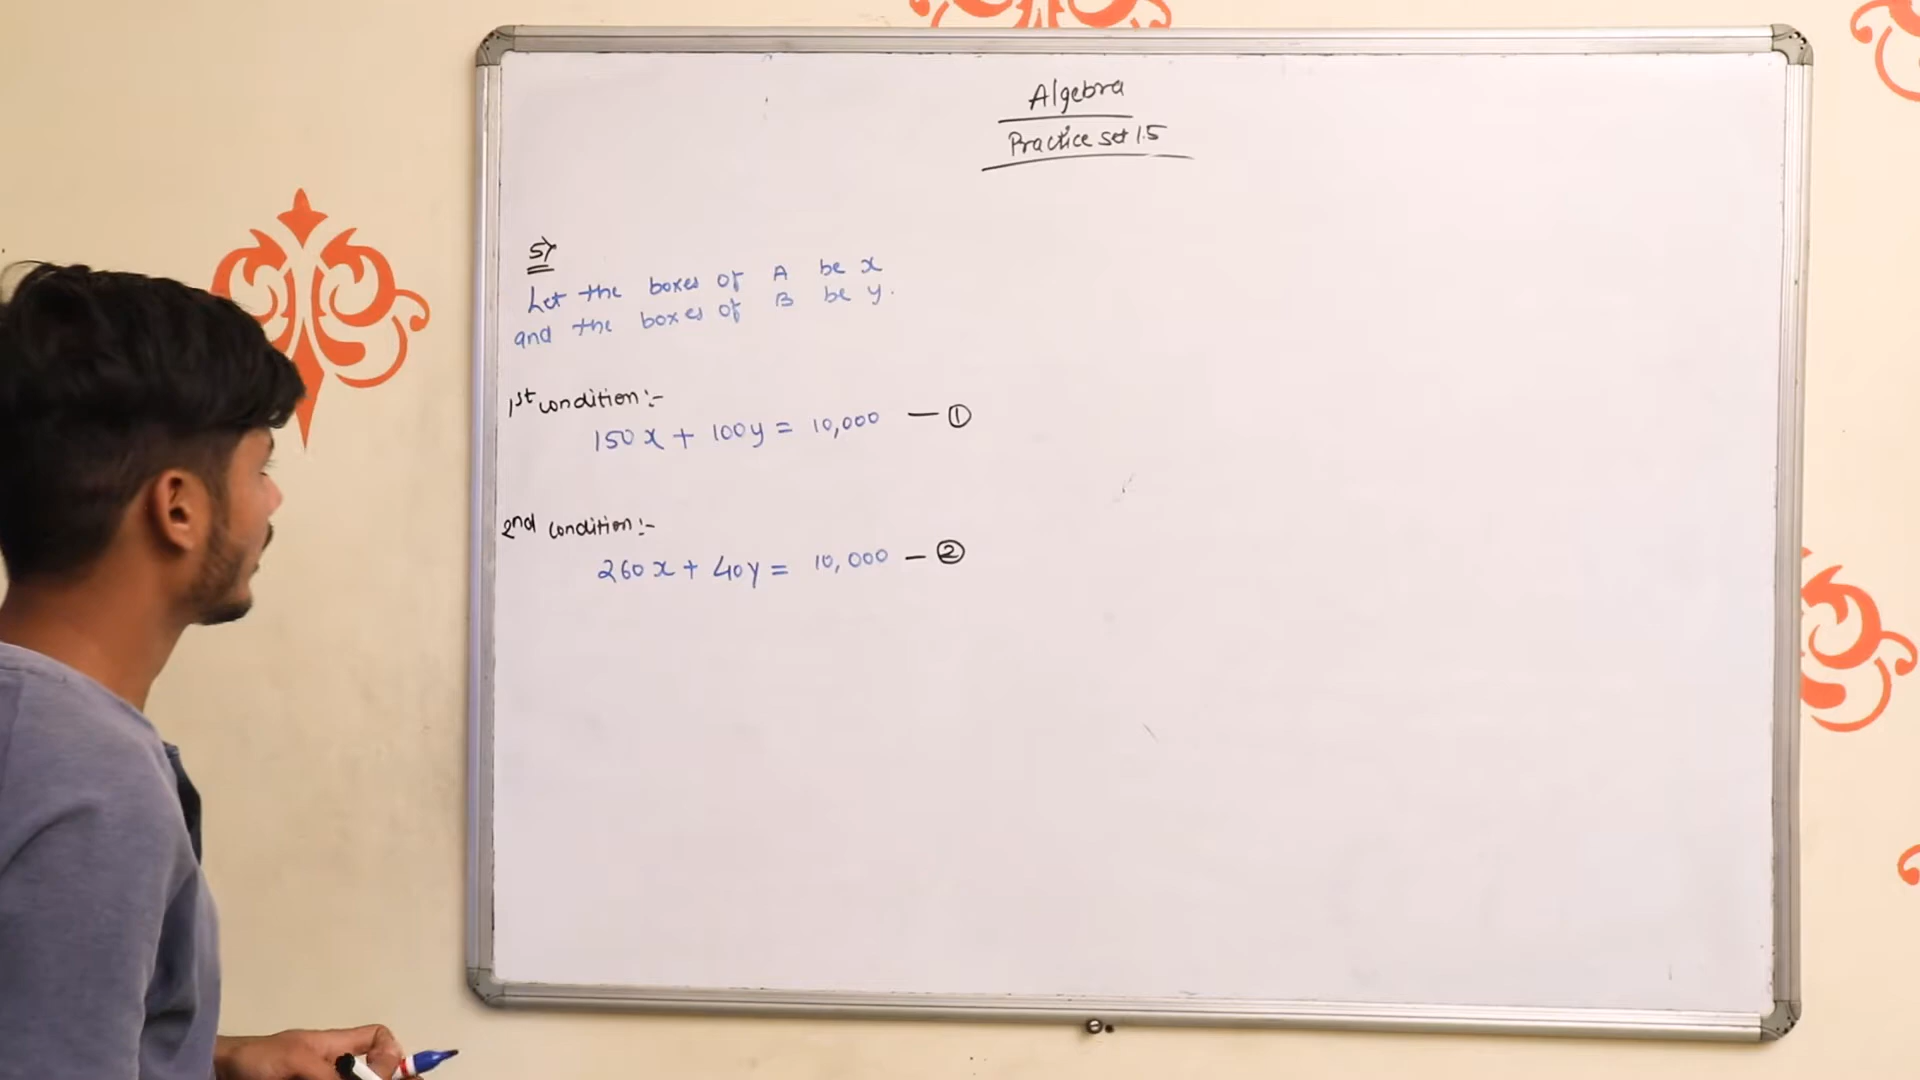 Algebra
Practice set 1.5
5)
Let the boxes of A be x
and the boxes of B be y.
1st condition:-
150x + 100y = 10,000 — ①
2nd condition:-
260x + 40y = 10,000 — ②